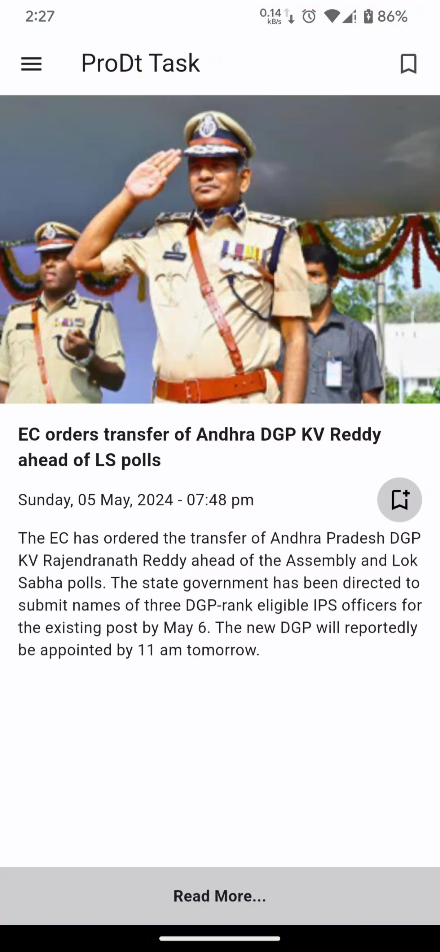 2:27
0.14
kB/s
86%
ProDt Task
EC orders transfer of Andhra DGP KV Reddy
ahead of LS polls
Sunday, 05 May, 2024 - 07:48 pm
The EC has ordered the transfer of Andhra Pradesh DGP
KV Rajendranath Reddy ahead of the Assembly and Lok
Sabha polls. The state government has been directed to
submit names of three DGP-rank eligible IPS officers for
the existing post by May 6. The new DGP will reportedly
be appointed by 11 am tomorrow.
Read More...